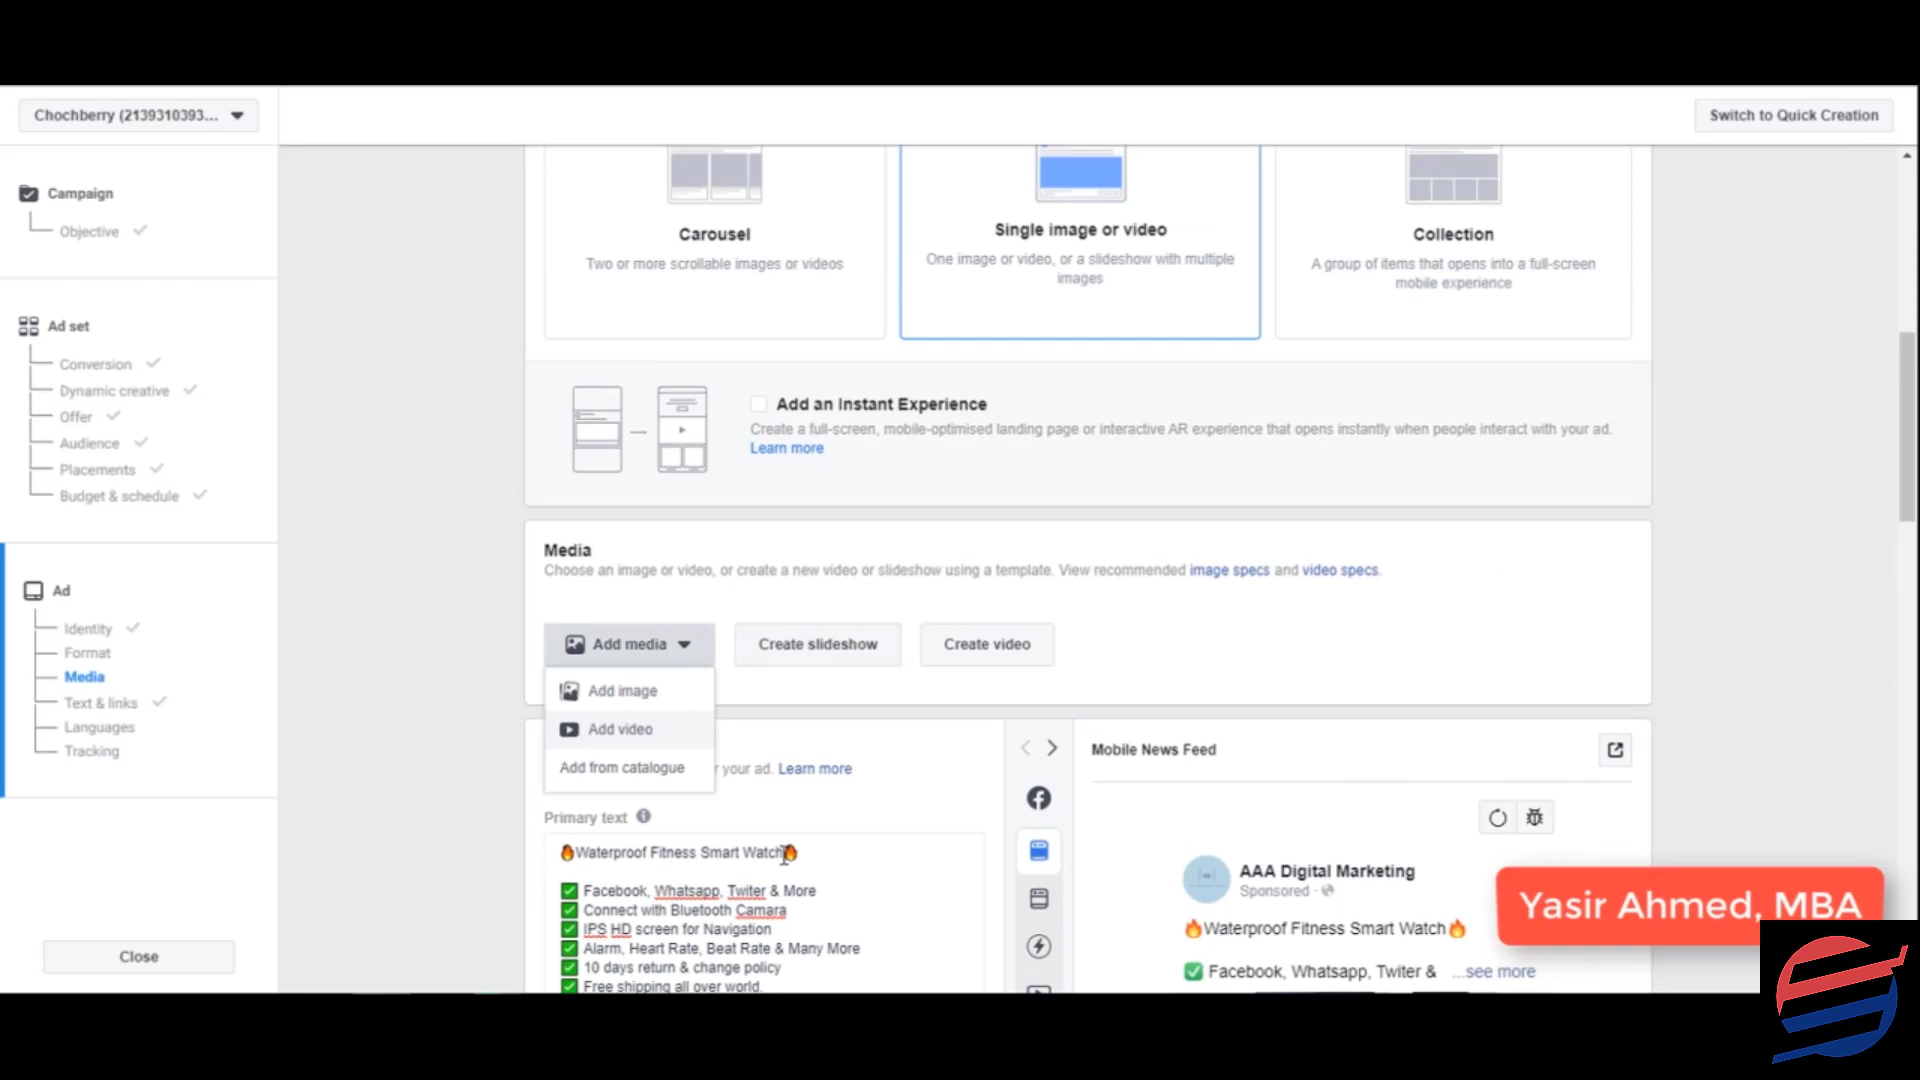 Chochberry (2139310393...
Switch to Quick Creation
Campaign
Objective
Ad set
Conversion
Dynamic creative
Offer
Audience
Placements
Budget & schedule
Ad
Identity
Format
Media
Text & links
Languages
Tracking
Close
Carousel
Two or more scrollable images or videos
Single image or video
One image or video, or a slideshow with multiple
images
Collection
A group of items that opens into a full-screen
mobile experience
Add an Instant Experience
Create a full-screen, mobile-optimised landing page or interactive AR experience that opens instantly when people interact with your ad.
Learn more
Media
Choose an image or video, or create a new video or slideshow using a template. View recommended image specs and video specs.
Add media
Create slideshow
Create video
Add image
Add video
Add from catalogue
your ad. Learn more
Primary text
🔥Waterproof Fitness Smart Watch🔥
✅ Facebook, Whatsapp, Twiter & More
✅ Connect with Bluetooth Camara
✅ IPS HD screen for Navigation
✅ Alarm, Heart Rate, Beat Rate & Many More
✅ 10 days return & change policy
✅ Free shipping all over world.
Mobile News Feed
AAA Digital Marketing
Sponsored ·
🔥Waterproof Fitness Smart Watch🔥
✅ Facebook, Whatsapp, Twiter & ...see more
Yasir Ahmed, MBA